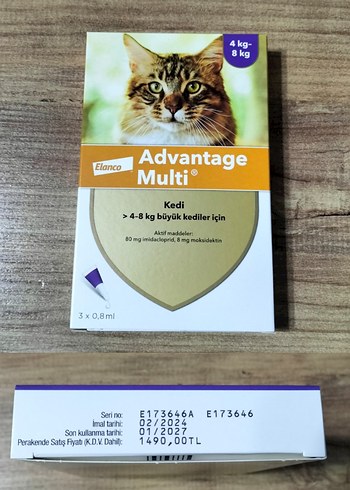 4 kg-
8 kg
Elanco
Advantage
Multi®
Kedi
> 4-8 kg büyük kediler için
Aktif maddeler:
80 mg imidacloprid, 8 mg moksidektin
3 x 0,8 ml
Seri no: E173646A E173646
İmal tarihi: 02/2024
Son kullanma tarihi: 01/2027
Perakende Satış Fiyatı (K.D.V. Dahil): 1490,00TL